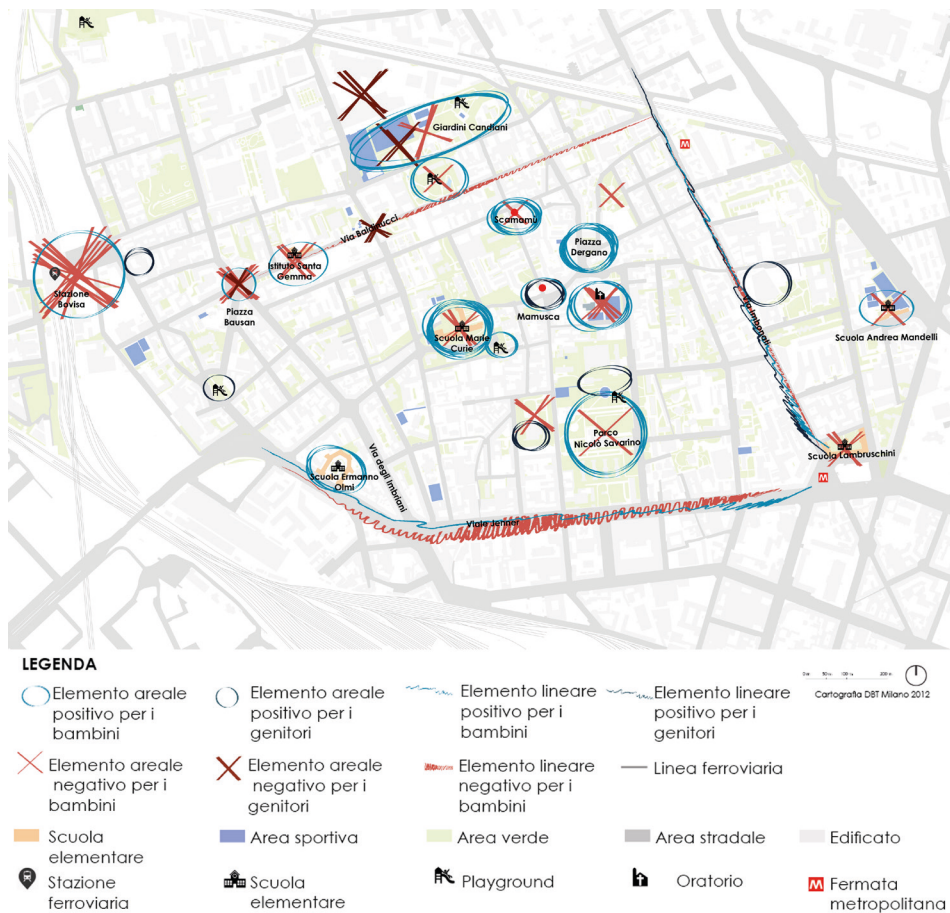 Giardini Candiani
Via Baldinucci
Scamamù
Piazza
Dergano
Istituto Santa
Gemma
Stazione
Bovisa
Piazza
Bausan
Mamusca
Via Imbonati
Scuola Marie
Curie
Scuola Andrea Mandelli
Parco
Nicolò Savarino
Scuola Lambruschini
Via degli Imbriani
Scuola Ermanno
Olmi
Viale Jenner
M
M
LEGENDA
Elemento areale
positivo per i
bambini
Elemento areale
positivo per i
genitori
Elemento lineare
positivo per i
bambini
Elemento lineare
positivo per i
genitori
0m 50m 100m 200m
Cartografia DBT Milano 2012
Elemento areale
negativo per i
bambini
Elemento areale
negativo per i
genitori
Elemento lineare
negativo per i
bambini
Linea ferroviaria
Scuola
elementare
Area sportiva
Area verde
Area stradale
Edificato
Stazione
ferroviaria
Scuola
elementare
Playground
Oratorio
M Fermata
metropolitana